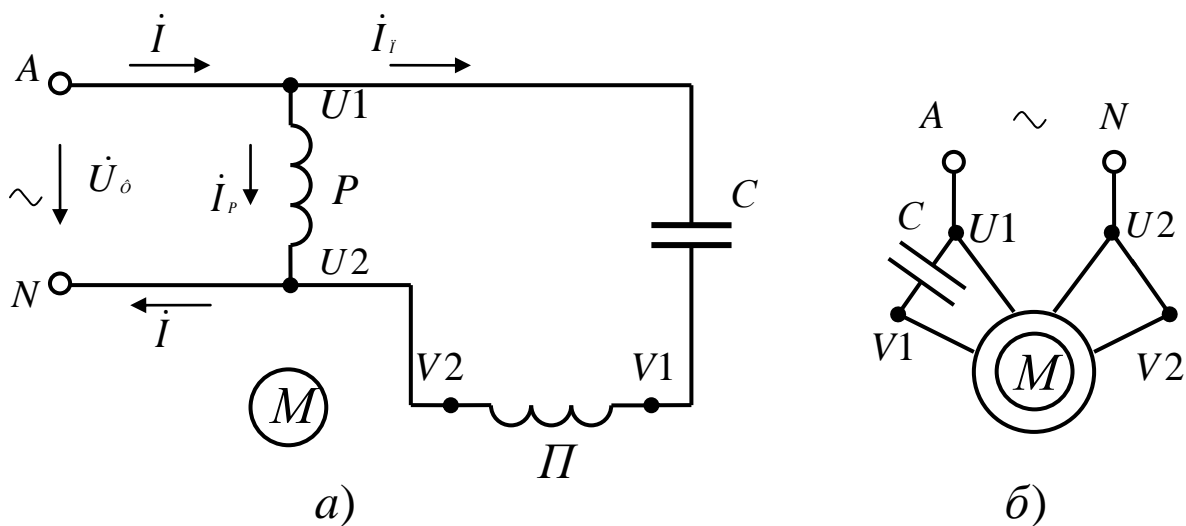 İ
İ ï
A
U1
U̇ ô
İ P
P
C
N
U2
İ
V2
V1
M
П
а)
A
N
C
U1
U2
V1
V2
M
б)